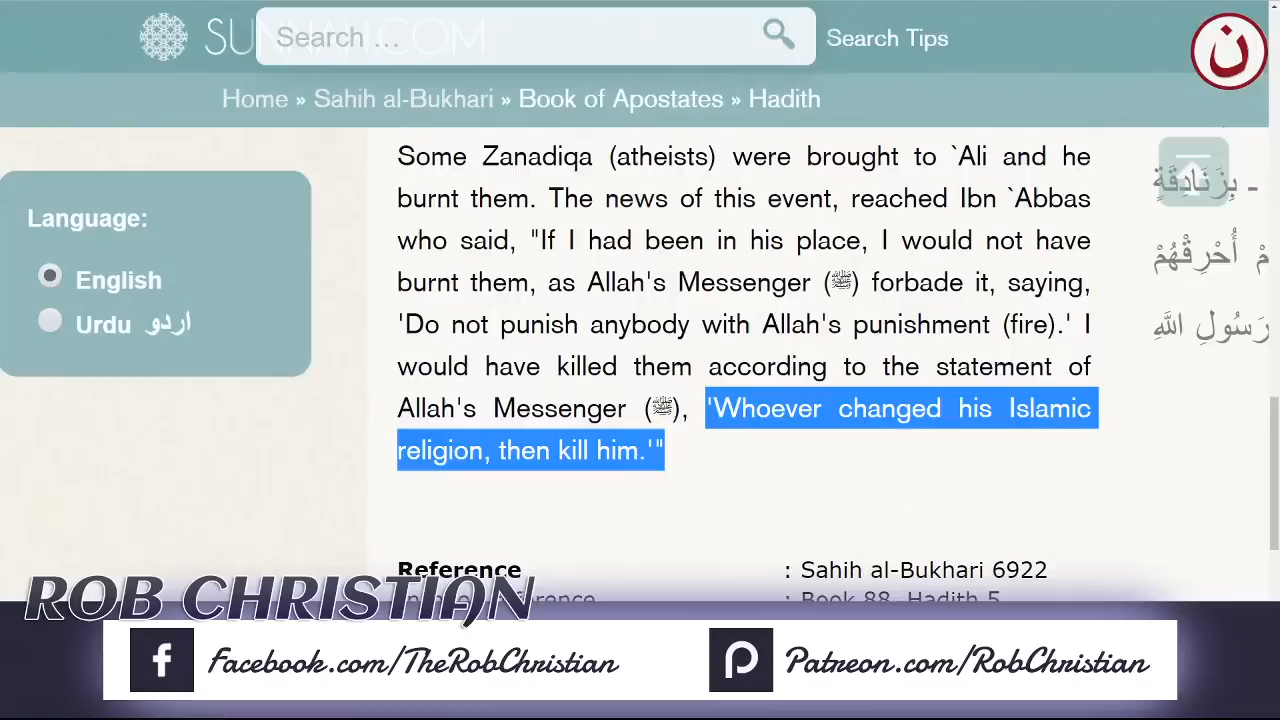 SUNNAH.COM
Search ...
Search Tips
ن
Home » Sahih al-Bukhari » Book of Apostates » Hadith
Some Zanadiqa (atheists) were brought to `Ali and he
burnt them. The news of this event, reached Ibn `Abbas
who said, "If I had been in his place, I would not have
burnt them, as Allah's Messenger (ﷺ) forbade it, saying,
'Do not punish anybody with Allah's punishment (fire).' I
would have killed them according to the statement of
Allah's Messenger (ﷺ), 'Whoever changed his Islamic
religion, then kill him.'"
ـ بِزَنَادِقَةٍ
مْ أُحْرِقْهُمْ
رَسُولِ اللَّهِ
Language:
English
Urdu اردو
Reference : Sahih al-Bukhari 6922
: Book 88, Hadith 5
ROB CHRISTIAN
f Facebook.com/TheRobChristian
Patreon.com/RobChristian